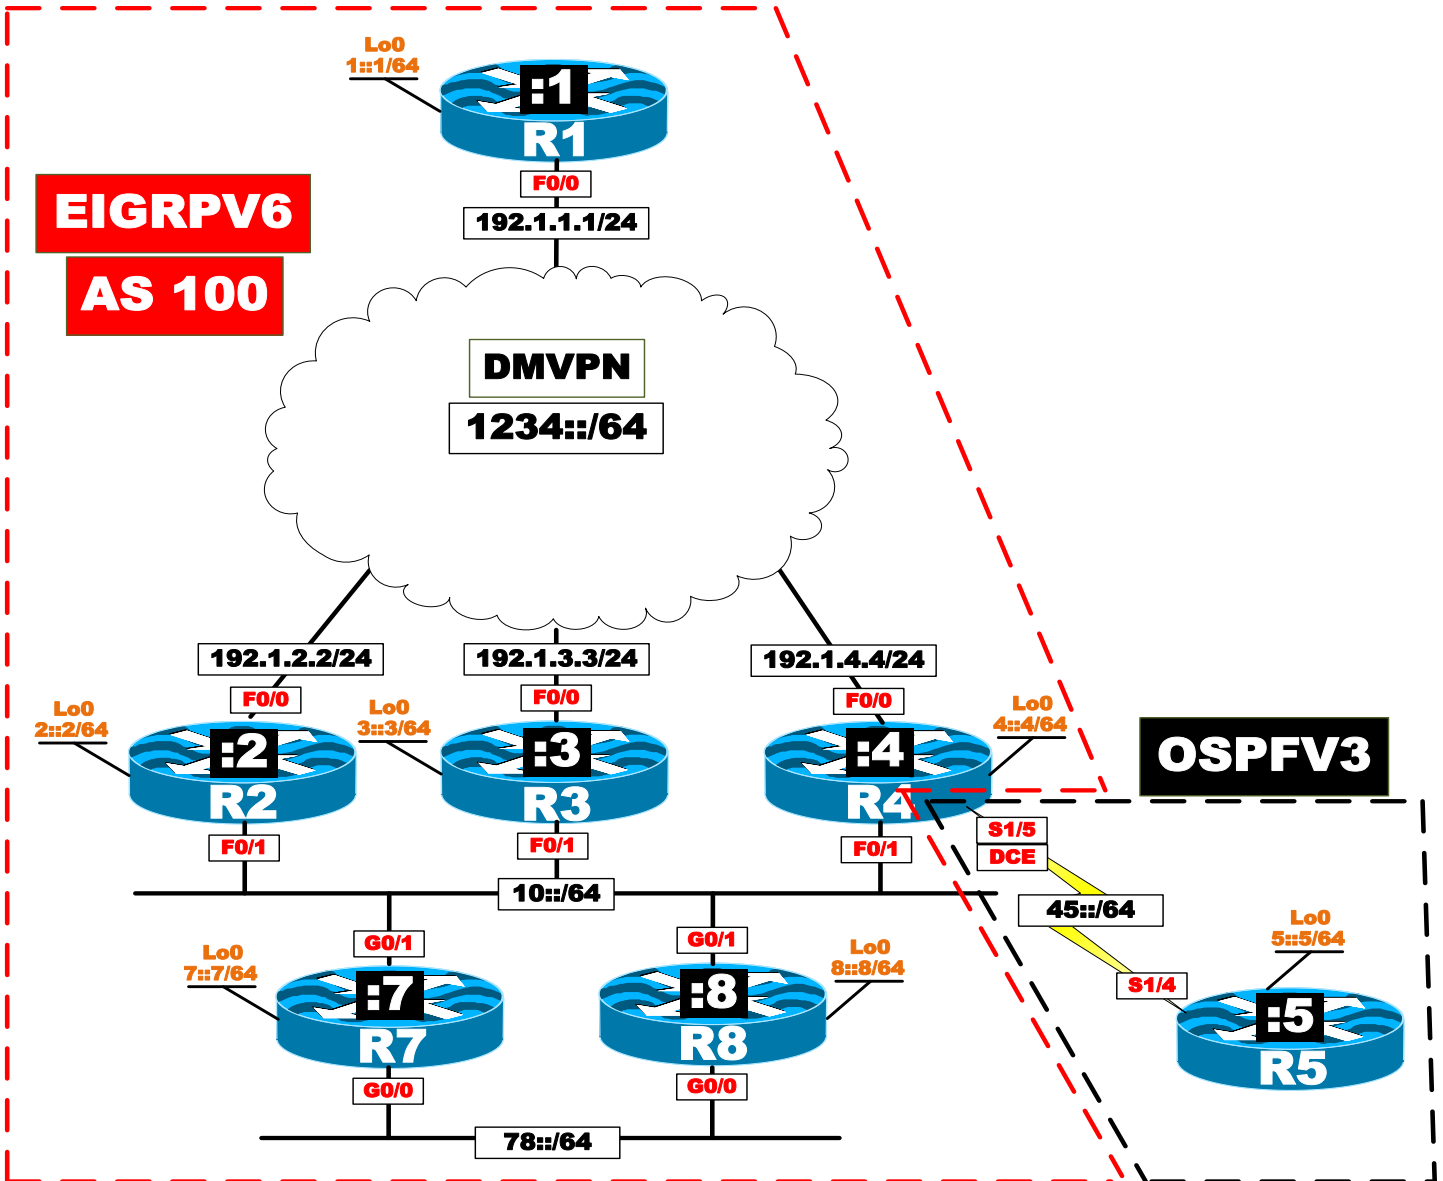 Lo0
1::1/64
:1
R1
F0/0
192.1.1.1/24
EIGRPV6
AS 100
DMVPN
1234::/64
192.1.2.2/24
192.1.3.3/24
192.1.4.4/24
F0/0
F0/0
F0/0
Lo0
2::2/64
Lo0
3::3/64
Lo0
4::4/64
:2
R2
:3
R3
:4
R4
OSPFV3
F0/1
F0/1
F0/1
S1/5
DCE
10::/64
45::/64
G0/1
G0/1
Lo0
5::5/64
Lo0
7::7/64
Lo0
8::8/64
S1/4
:7
R7
:8
R8
:5
R5
G0/0
G0/0
78::/64